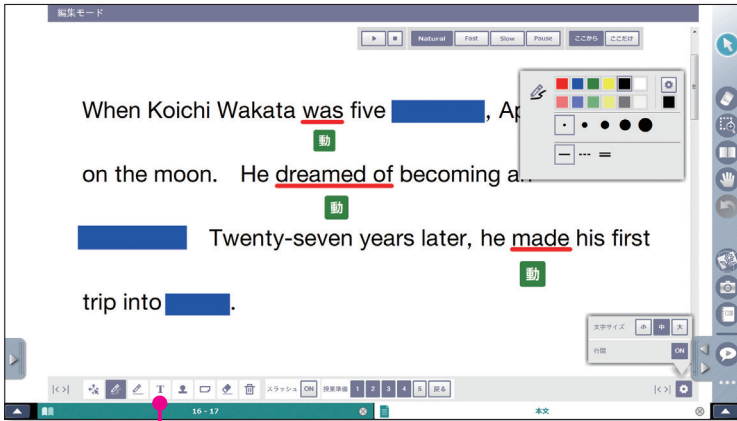 編集モード
Natural Fast Slow Pause ここから ここだけ
When Koichi Wakata was five , Ap
動
on the moon. He dreamed of becoming an
動
Twenty-seven years later, he made his first
動
trip into .
文字サイズ 小 中 大
行間 ON
|< >| T スラッシュ ON 授業準備 1 2 3 4 5 戻る |< >|
16 - 17 本文